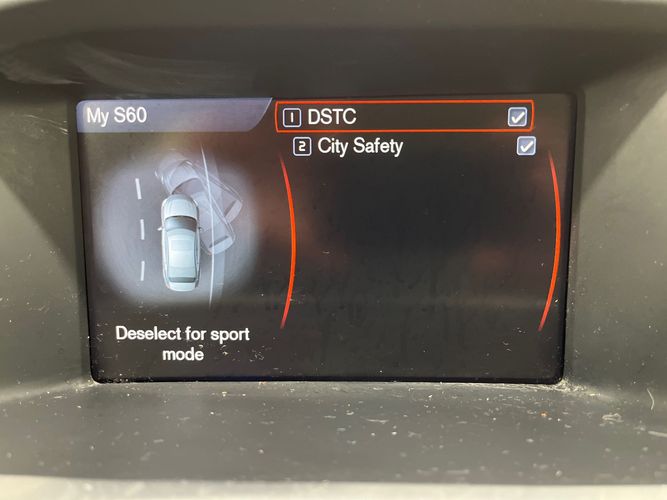 My S60
1 DSTC
2 City Safety
Deselect for sport
mode